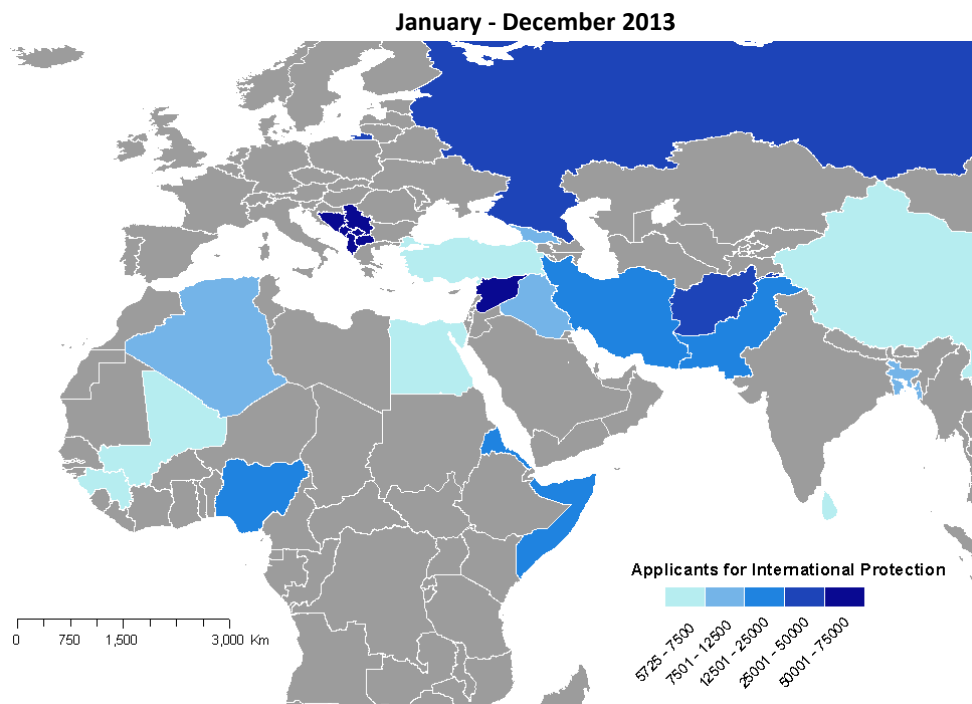 January - December 2013
Applicants for International Protection
5725 - 7500
7501 - 12500
12501 - 25000
25001 - 50000
50001 - 75000
0 750 1,500 3,000 Km